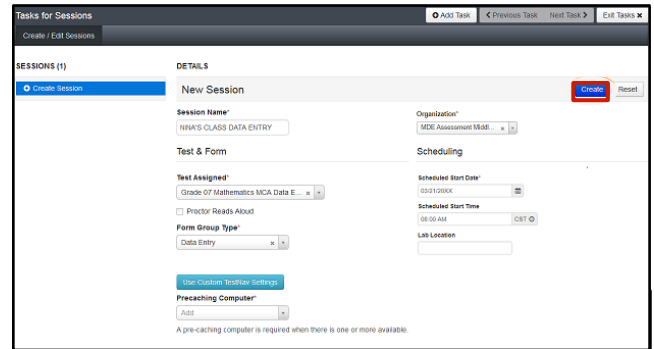 Tasks for Sessions
Add Task
Previous Task
Next Task
Exit Tasks
Create / Edit Sessions
SESSIONS (1)
Create Session
DETAILS
New Session
Create
Reset
Session Name*
NINA'S CLASS DATA ENTRY
Organization*
MDE Assessment Middl...
Test & Form
Scheduling
Test Assigned*
Grade 07 Mathematics MCA Data E...
Scheduled Start Date*
03/21/20XX
Proctor Reads Aloud
Scheduled Start Time
08:00 AM
CST
Form Group Type*
Data Entry
Lab Location
Use Custom TestNav Settings
Precaching Computer*
Add
A pre-caching computer is required when there is one or more available.